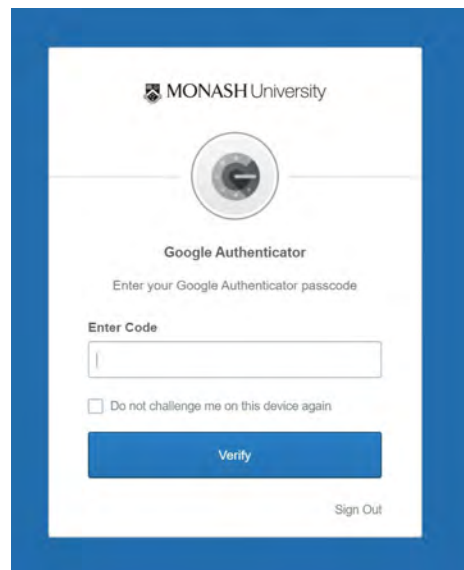 MONASH University
Google Authenticator
Enter your Google Authenticator passcode
Enter Code
Do not challenge me on this device again
Verify
Sign Out